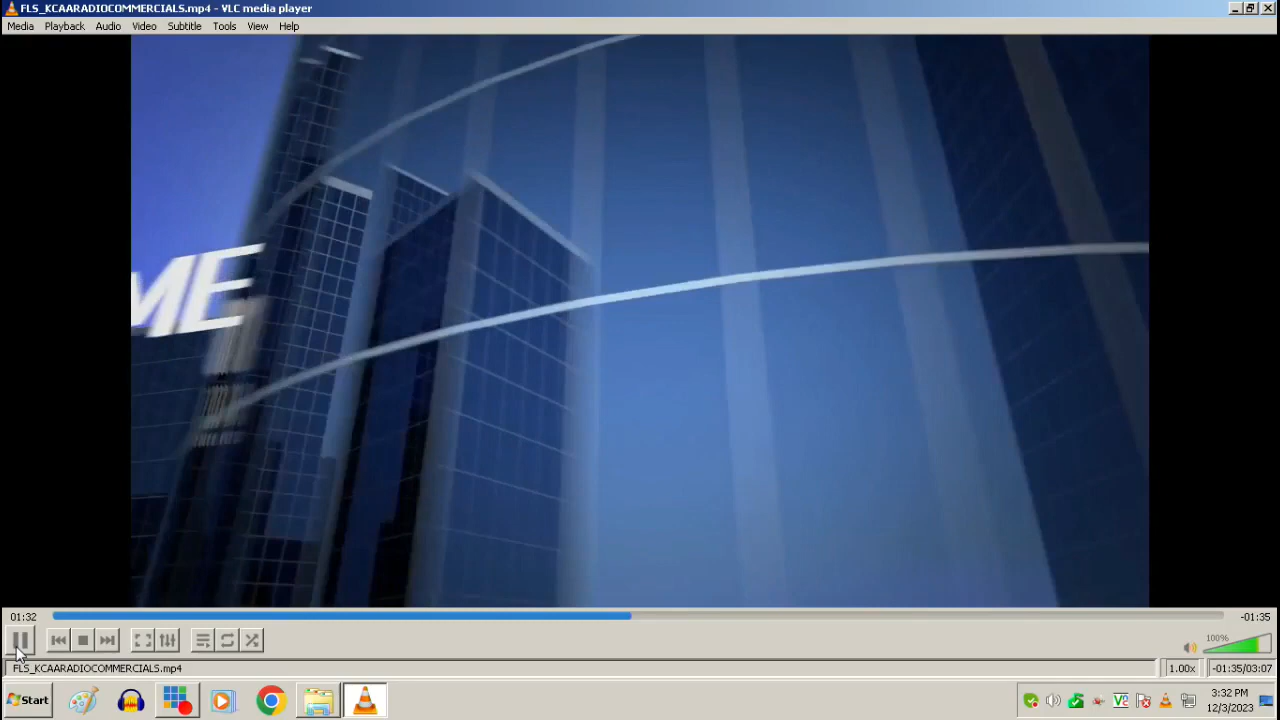 FLS_KCAARADIOCOMMERCIALS.mp4 - VLC media player
Media Playback Audio Video Subtitle Tools View Help
ME
01:32 -01:35
100%
FLS_KCAARADIOCOMMERCIALS.mp4 1.00x -01:35/03:07
Start 3:32 PM
12/3/2023